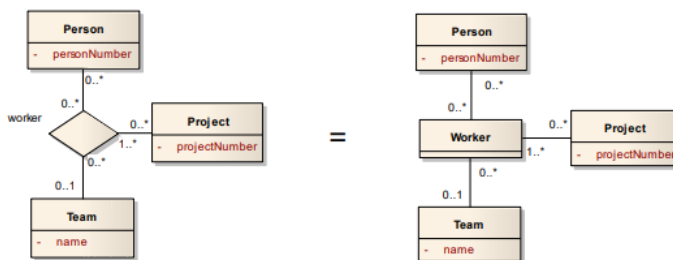 Person
- personNumber
0..*
0..*
worker
0..*
1..*
Project
- projectNumber
0..*
0..1
Team
- name
=
Person
- personNumber
0..*
0..*
Worker
0..*
1..*
Project
- projectNumber
0..*
0..1
Team
- name